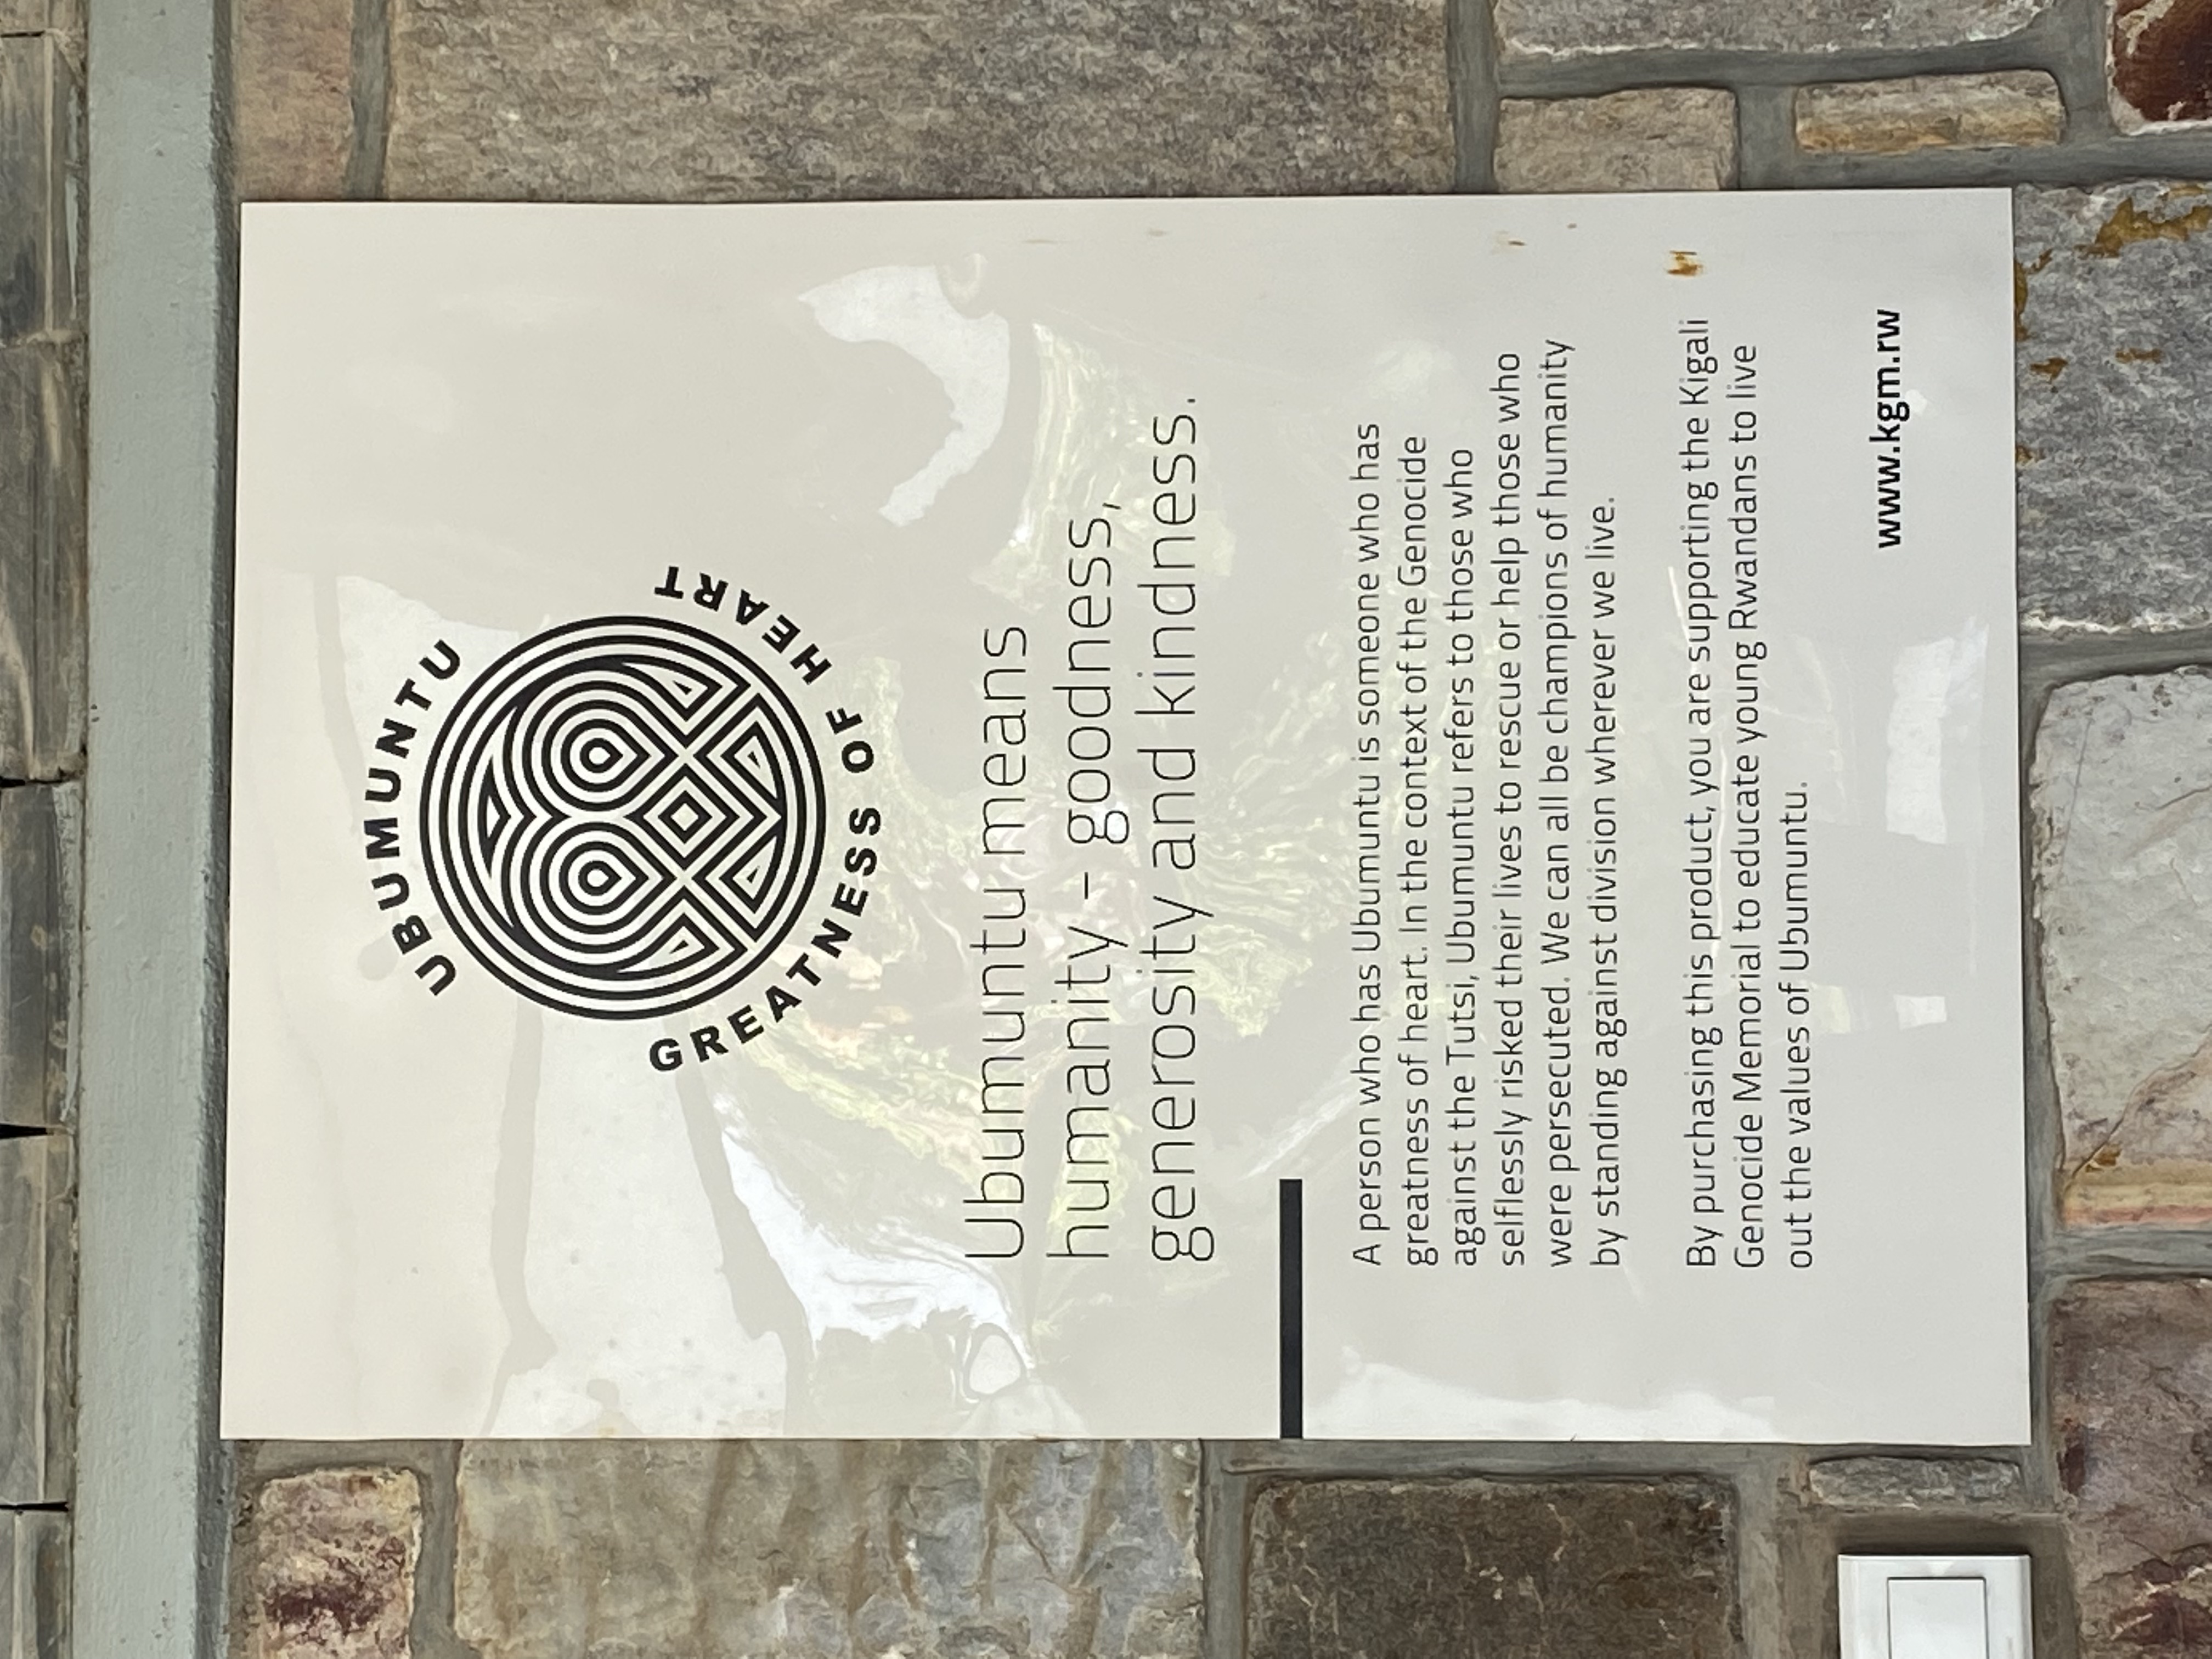 UBUMUNTU
GREATNESS OF HEART
Ubumuntu means
humanity - goodness,
generosity and kindness.
A person who has Ubumuntu is someone who has
greatness of heart. In the context of the Genocide
against the Tutsi, Ubumuntu refers to those who
selflessly risked their lives to rescue or help those who
were persecuted. We can all be champions of humanity
by standing against division wherever we live.
By purchasing this product, you are supporting the Kigali
Genocide Memorial to educate young Rwandans to live
out the values of Ubumuntu.
www.kgm.rw